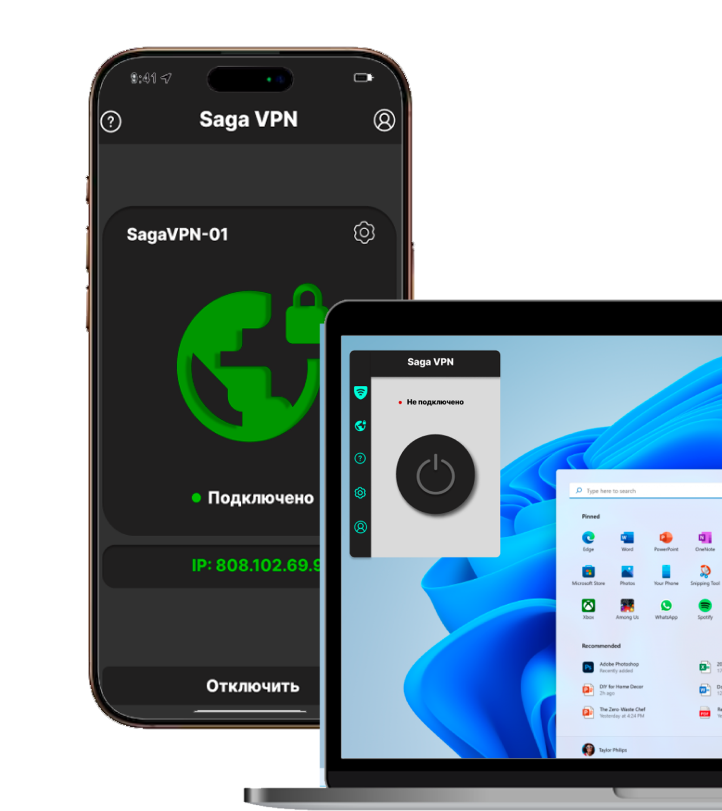 9:41
Saga VPN
SagaVPN-01
Подключено
IP: 808.102.69.9
Отключить
Saga VPN
Не подключено
Type here to search
Pinned
Edge Word PowerPoint OneNote
Microsoft Store Photos Your Phone Snipping Tool
Xbox Among Us WhatsApp Spotify
Recommended
Adobe Photoshop
Recently added
DIY for Home Decor
2h ago
The Zero Waste Chef
Yesterday at 4:24 PM
Taylor Philips